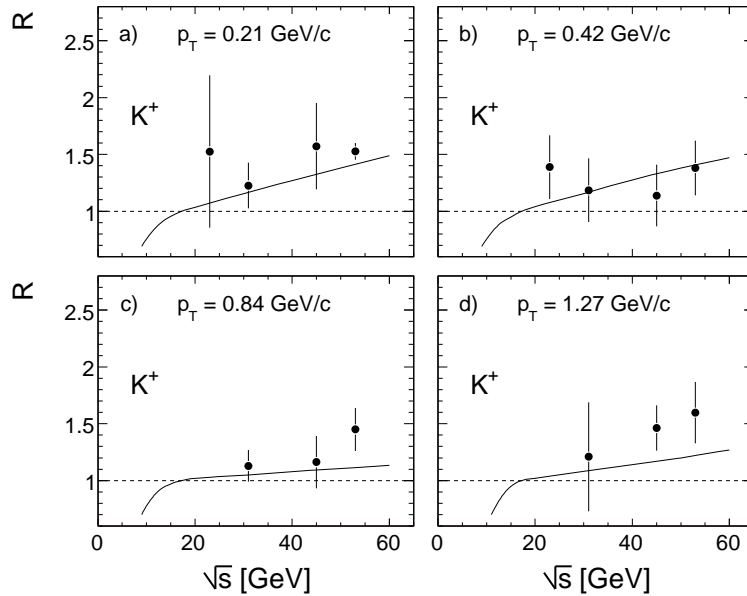 R
a) p_T = 0.21 GeV/c
b) p_T = 0.42 GeV/c
2.5
2
1.5
1
K⁺
K⁺
R
c) p_T = 0.84 GeV/c
d) p_T = 1.27 GeV/c
2.5
2
1.5
1
K⁺
K⁺
0 20 40 60
0 20 40 60
√s [GeV]
√s [GeV]